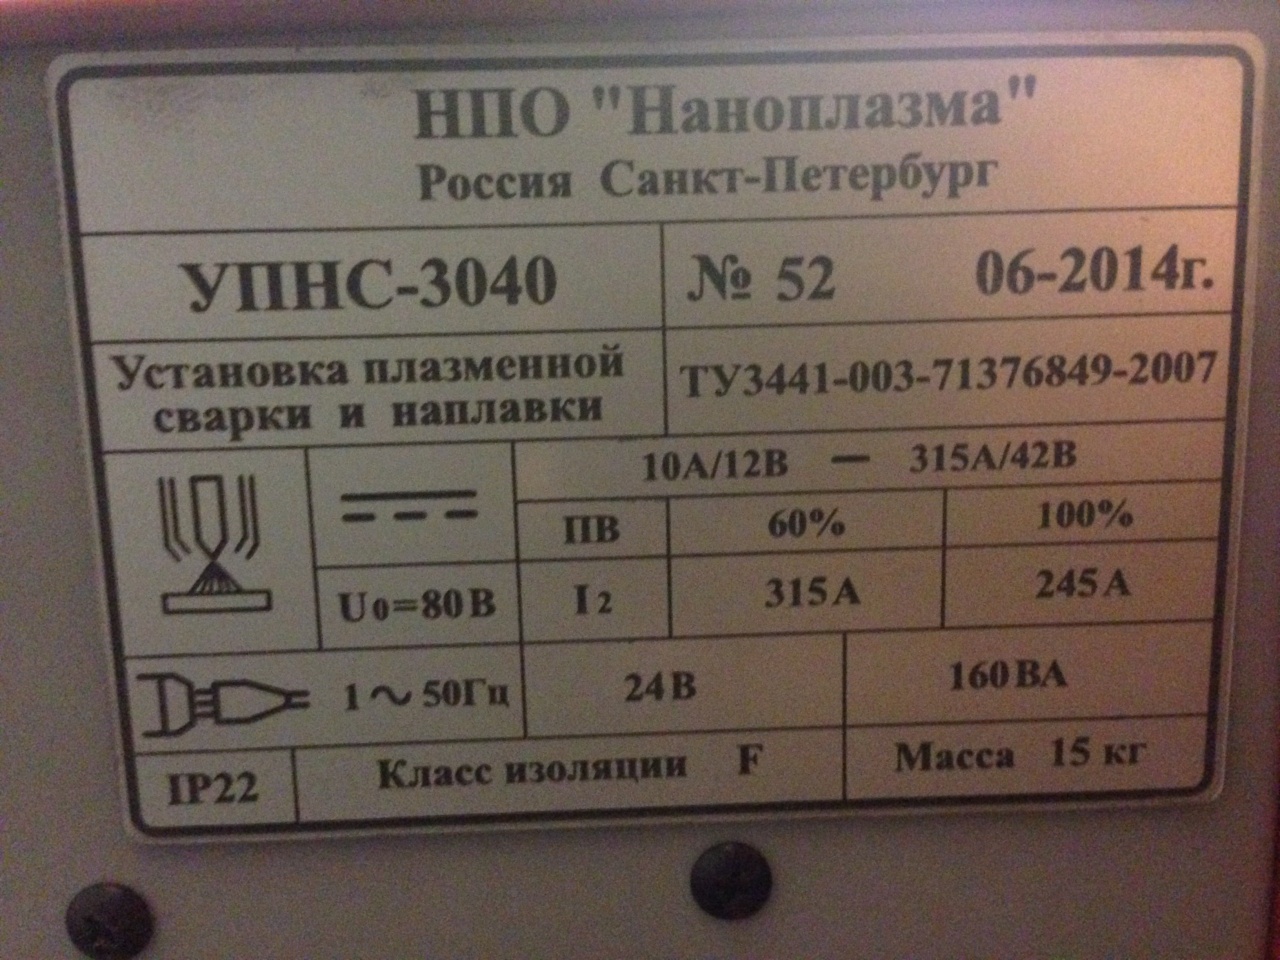 НПО "Наноплазма"
Россия Санкт-Петербург
УПНС-3040
№ 52 06-2014г.
Установка плазменной
сварки и наплавки
ТУ3441-003-71376849-2007
10А/12В — 315А/42В
ПВ 60% 100%
U0=80В
I2 315А 245А
1~50Гц 24В 160ВА
IP22 Класс изоляции F Масса 15 кг